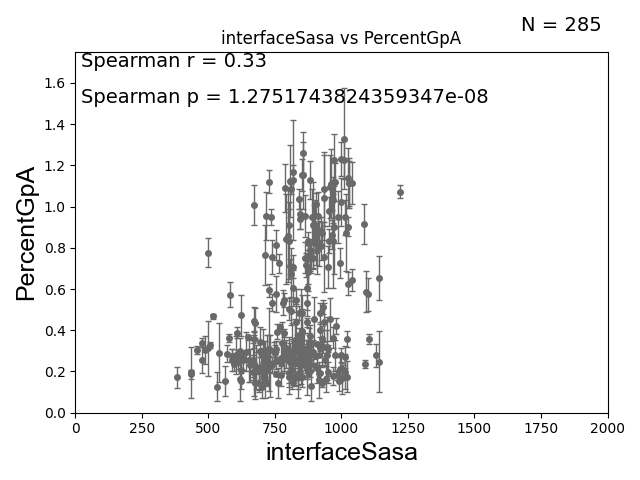 N = 285
interfaceSasa vs PercentGpA
Spearman r = 0.33
Spearman p = 1.2751743824359347e-08
PercentGpA
1.6
1.4
1.2
1.0
0.8
0.6
0.4
0.2
0.0
0 250 500 750 1000 1250 1500 1750 2000
interfaceSasa